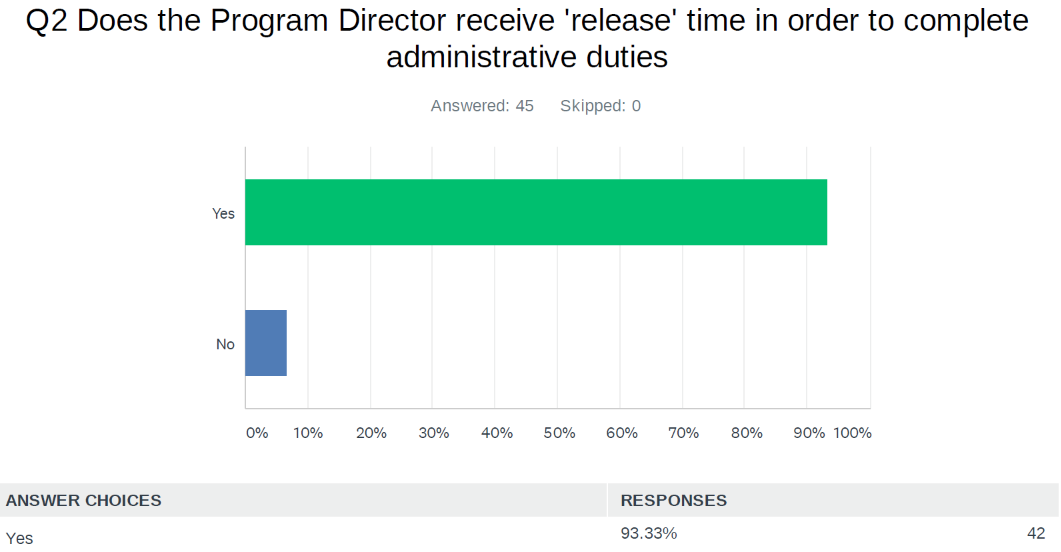 Q2 Does the Program Director receive 'release' time in order to complete
administrative duties
Answered: 45 Skipped: 0
Yes
No
0% 10% 20% 30% 40% 50% 60% 70% 80% 90% 100%
ANSWER CHOICES RESPONSES
Yes 93.33% 42